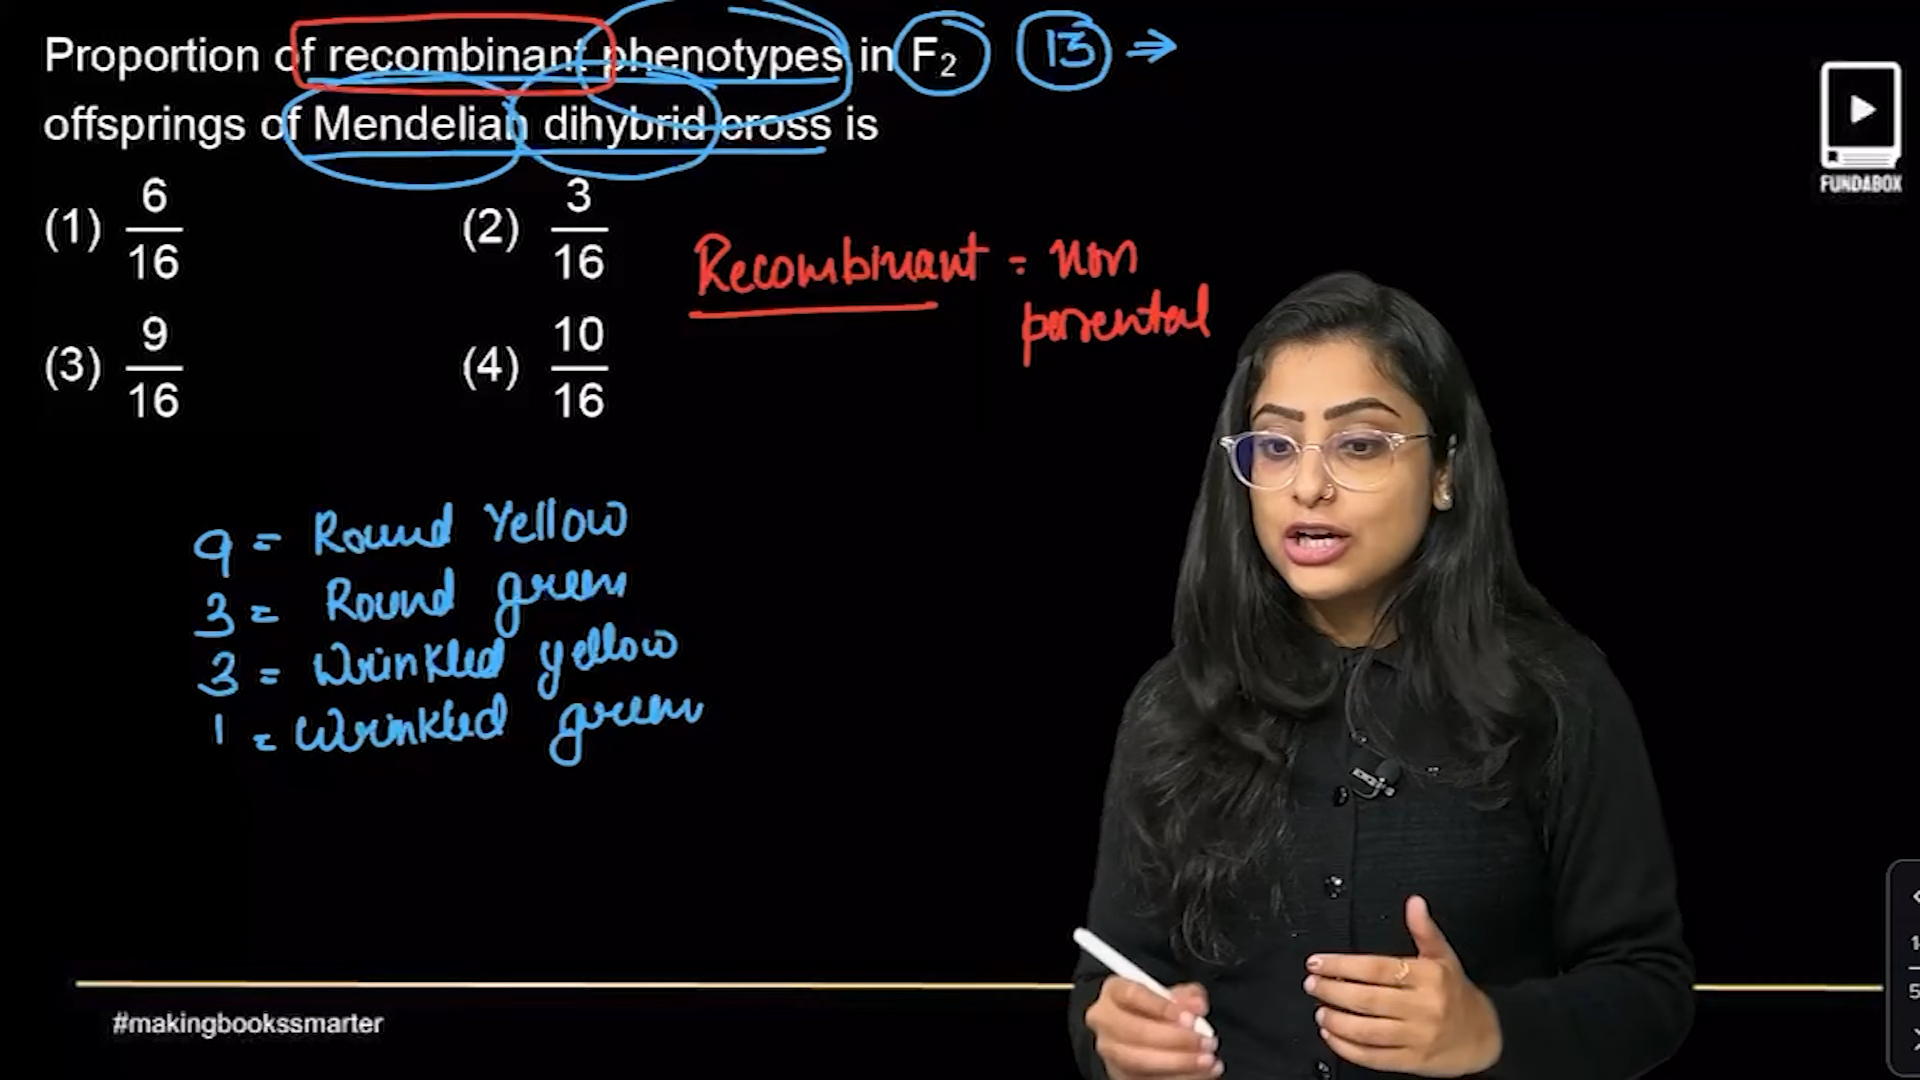 Proportion of recombinant phenotypes in F₂ 13 →
offsprings of Mendelian dihybrid cross is
(1) 6/16 (2) 3/16
(3) 9/16 (4) 10/16
Recombinant = non
parental
9 = Round Yellow
3 = Round green
3 = Wrinkled yellow
1 = Wrinkled green
FUNDABOX
#makingbookssmarter